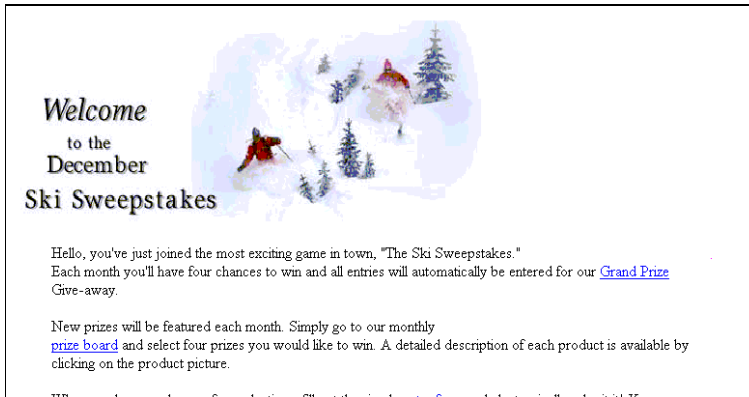 Welcome
to the
December
Ski Sweepstakes
Hello, you've just joined the most exciting game in town, "The Ski Sweepstakes."
Each month you'll have four chances to win and all entries will automatically be entered for our Grand Prize
Give-away.
New prizes will be featured each month. Simply go to our monthly
prize board and select four prizes you would like to win. A detailed description of each product is available by
clicking on the product picture.